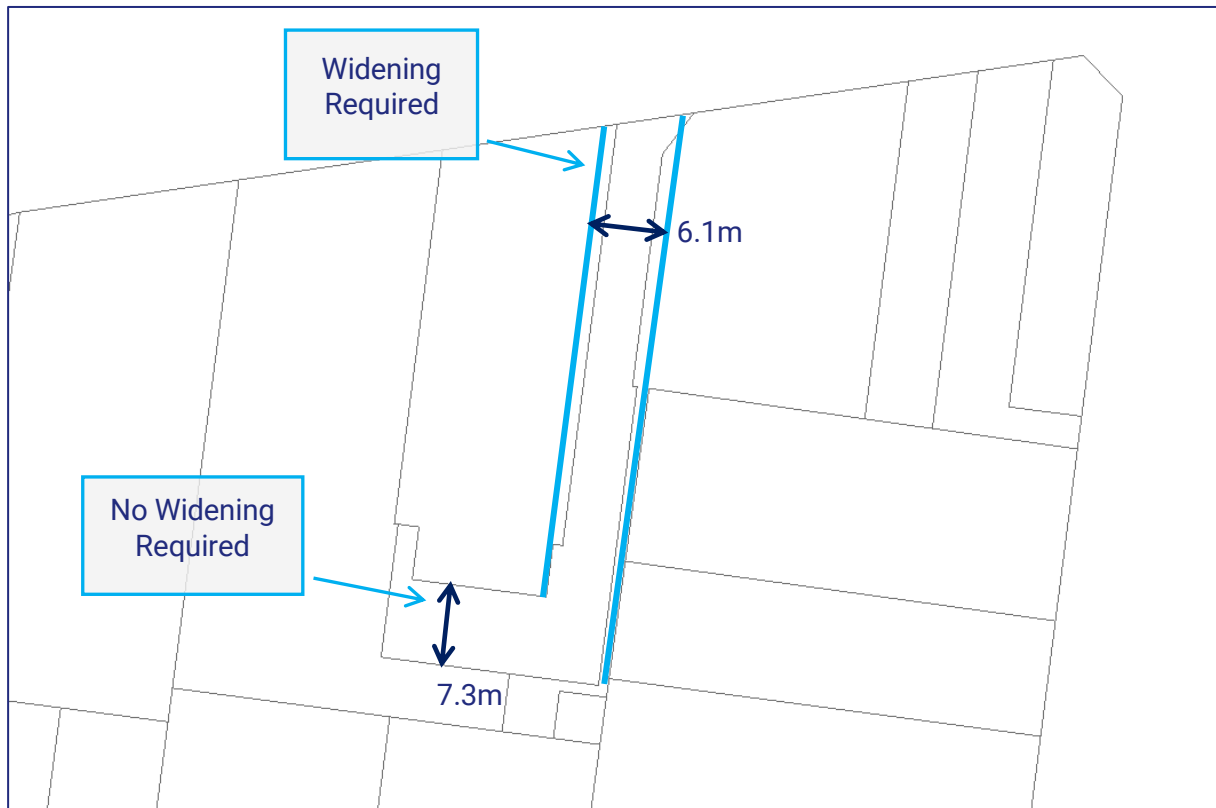 Widening
Required
6.1m
No Widening
Required
7.3m